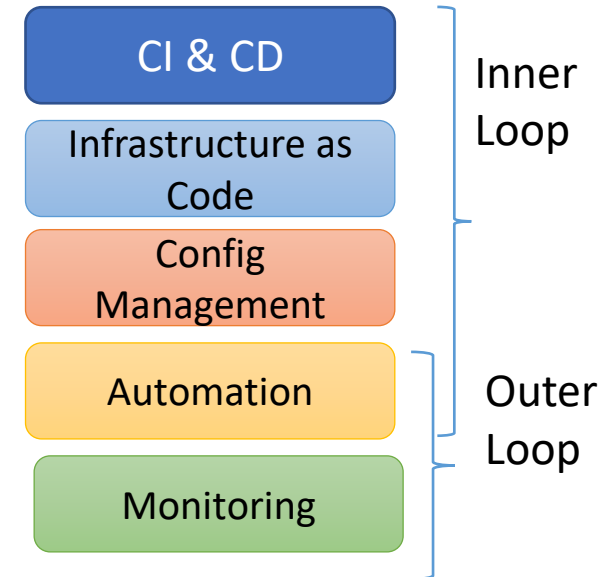 CI & CD
Inner
Loop
Infrastructure as
Code
Config
Management
Automation
Outer
Loop
Monitoring